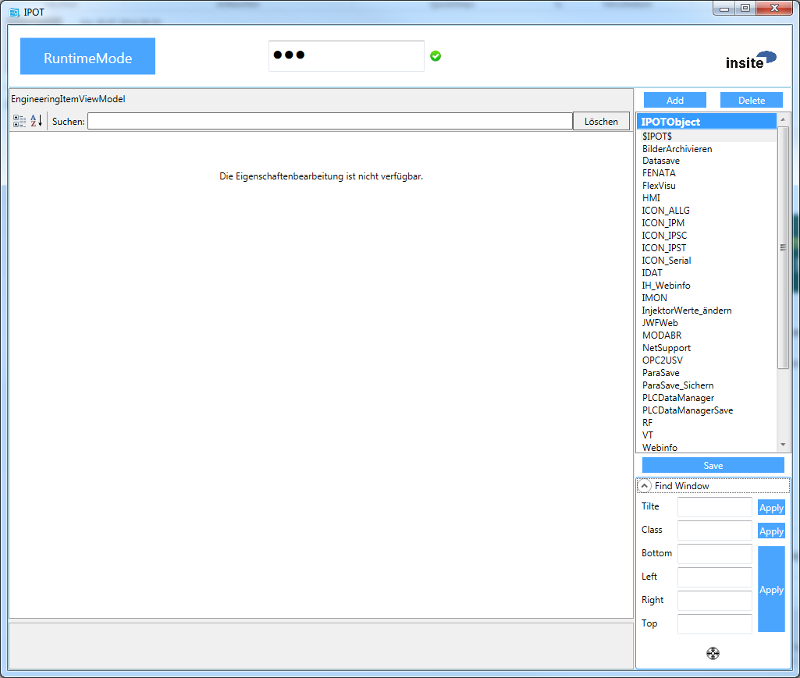 IPOT
RuntimeMode
●●●
insite
EngineeringItemViewModel
Suchen:
Löschen
Die Eigenschaftenbearbeitung ist nicht verfügbar.
Add
Delete
IPOTObject
$IPOT$
BilderArchivieren
Datasave
FENATA
FlexVisu
HMI
ICON_ALLG
ICON_IPM
ICON_IPSC
ICON_IPST
ICON_Serial
IDAT
IH_Webinfo
IMON
InjektorWerte_ändern
JWFWeb
MODABR
NetSupport
OPC2USV
ParaSave
ParaSave_Sichern
PLCDataManager
PLCDataManagerSave
RF
VT
Webinfo
Save
Find Window
Tilte
Apply
Class
Apply
Bottom
Left
Apply
Right
Top